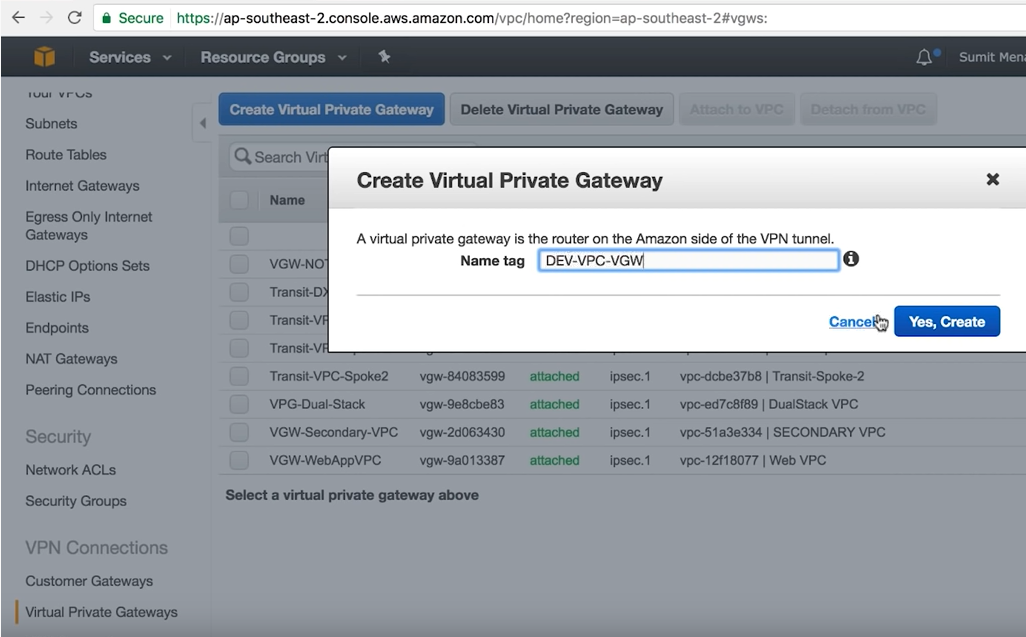 Secure https://ap-southeast-2.console.aws.amazon.com/vpc/home?region=ap-southeast-2#vgws:
Services Resource Groups Sumit Mena
Your VPCs
Subnets
Route Tables
Internet Gateways
Egress Only Internet
Gateways
DHCP Options Sets
Elastic IPs
Endpoints
NAT Gateways
Peering Connections
Security
Network ACLs
Security Groups
VPN Connections
Customer Gateways
Virtual Private Gateways
Create Virtual Private Gateway Delete Virtual Private Gateway Attach to VPC Detach from VPC
Search Virt
Name
VGW-NOT
Transit-DX
Transit-VP
Transit-VP
Transit-VPC-Spoke2 vgw-84083599 attached ipsec.1 vpc-dcbe37b8 | Transit-Spoke-2
VPG-Dual-Stack vgw-9e8cbe83 attached ipsec.1 vpc-ed7c8f89 | DualStack VPC
VGW-Secondary-VPC vgw-2d063430 attached ipsec.1 vpc-51a3e334 | SECONDARY VPC
VGW-WebAppVPC vgw-9a013387 attached ipsec.1 vpc-12f18077 | Web VPC
Select a virtual private gateway above
Create Virtual Private Gateway
A virtual private gateway is the router on the Amazon side of the VPN tunnel.
Name tag DEV-VPC-VGW
Cancel Yes, Create